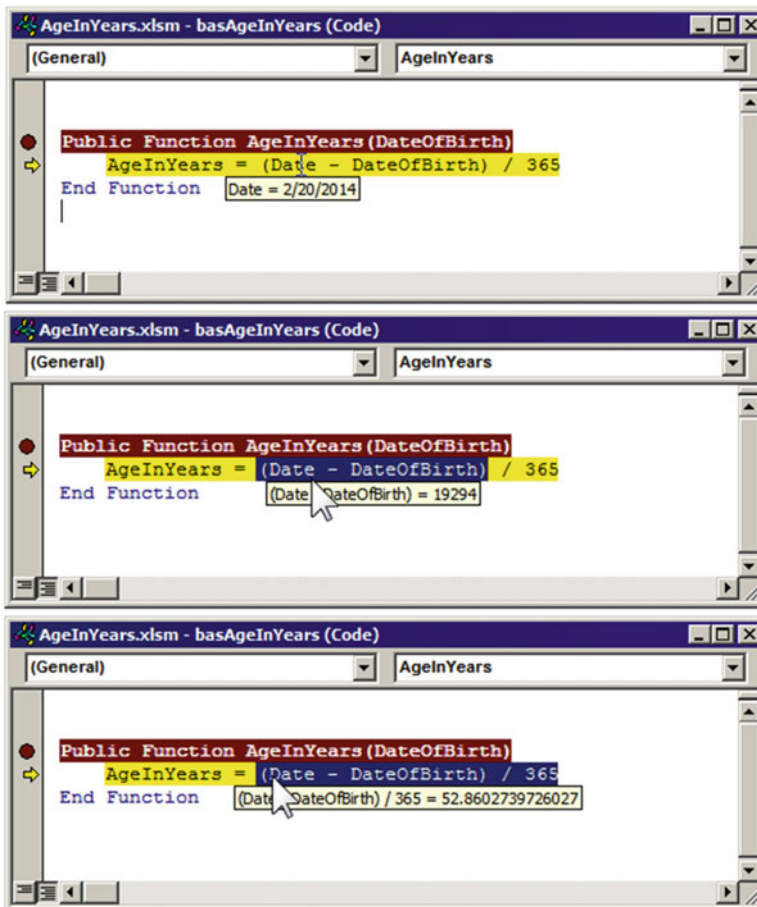 AgeInYears.xlsm - basAgeInYears (Code)
(General) AgeInYears
Public Function AgeInYears(DateOfBirth)
AgeInYears = (Date - DateOfBirth) / 365
End Function
Date = 2/20/2014
AgeInYears.xlsm - basAgeInYears (Code)
(General) AgeInYears
Public Function AgeInYears(DateOfBirth)
AgeInYears = (Date - DateOfBirth) / 365
End Function
(Date DateOfBirth) = 19294
AgeInYears.xlsm - basAgeInYears (Code)
(General) AgeInYears
Public Function AgeInYears(DateOfBirth)
AgeInYears = (Date - DateOfBirth) / 365
End Function
(Date DateOfBirth) / 365 = 52.8602739726027